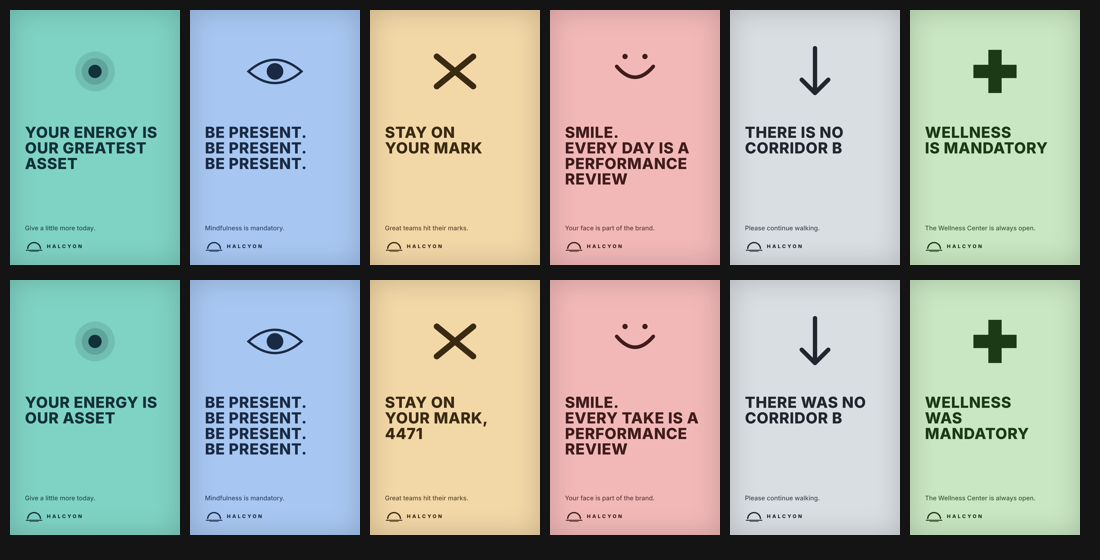 YOUR ENERGY IS
OUR GREATEST
ASSET
Give a little more today.
HALCYON
BE PRESENT.
BE PRESENT.
BE PRESENT.
Mindfulness is mandatory.
HALCYON
STAY ON
YOUR MARK
Great teams hit their marks.
HALCYON
SMILE.
EVERY DAY IS A
PERFORMANCE
REVIEW
Your face is part of the brand.
HALCYON
THERE IS NO
CORRIDOR B
Please continue walking.
HALCYON
WELLNESS
IS MANDATORY
The Wellness Center is always open.
HALCYON
YOUR ENERGY IS
OUR ASSET
Give a little more today.
HALCYON
BE PRESENT.
BE PRESENT.
BE PRESENT.
BE PRESENT.
Mindfulness is mandatory.
HALCYON
STAY ON
YOUR MARK,
4471
Great teams hit their marks.
HALCYON
SMILE.
EVERY TAKE IS A
PERFORMANCE
REVIEW
Your face is part of the brand.
HALCYON
THERE WAS NO
CORRIDOR B
Please continue walking.
HALCYON
WELLNESS
WAS
MANDATORY
The Wellness Center is always open.
HALCYON